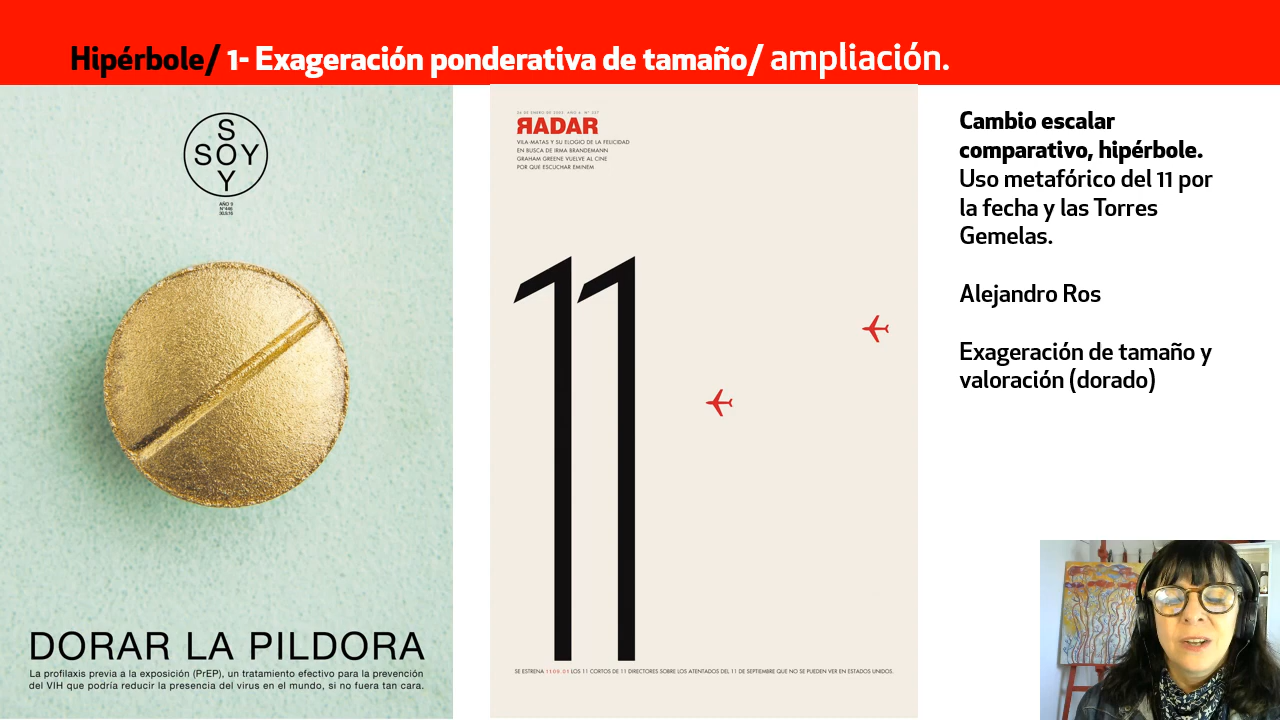 Hipérbole/ 1- Exageración ponderativa de tamaño/ ampliación.
S
SOY
Y
AÑO 9
DORAR LA PILDORA
La profilaxis previa a la exposición (PrEP), un tratamiento efectivo para la prevención
del VIH que podría reducir la presencia del virus en el mundo, si no fuera tan cara.
RADAR
VILA-MATAS Y SU ELOGIO DE LA FELICIDAD
EN BUSCA DE IRMA BRANDEMANN
GRAHAM GREENE VUELVE AL CINE
POR QUE ESCUCHAR EMINEM
11
SE ESTRENA 1109 01 LOS 11 CORTOS DE 11 DIRECTORES SOBRE LOS ATENTADOS DEL 11 DE SEPTIEMBRE QUE NO SE PUEDEN VER EN ESTADOS UNIDOS.
Cambio escalar
comparativo, hipérbole.
Uso metafórico del 11 por
la fecha y las Torres
Gemelas.
Alejandro Ros
Exageración de tamaño y
valoración (dorado)